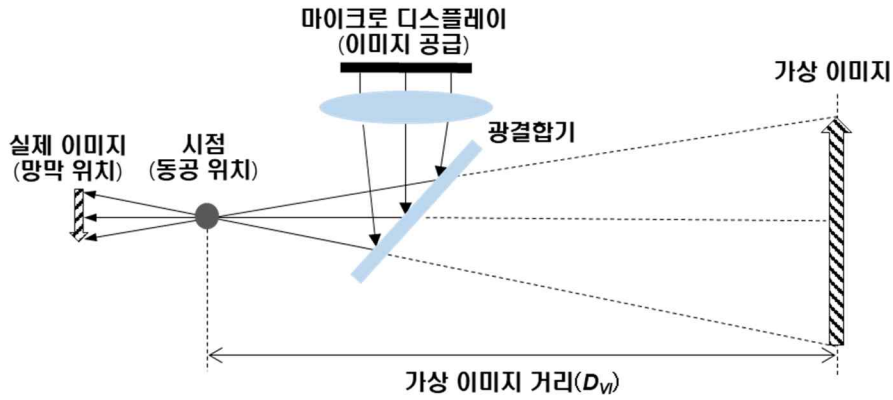 마이크로 디스플레이
(이미지 공급)
가상 이미지
광결합기
실제 이미지
(망막 위치)
시점
(동공 위치)
가상 이미지 거리(D_VI)